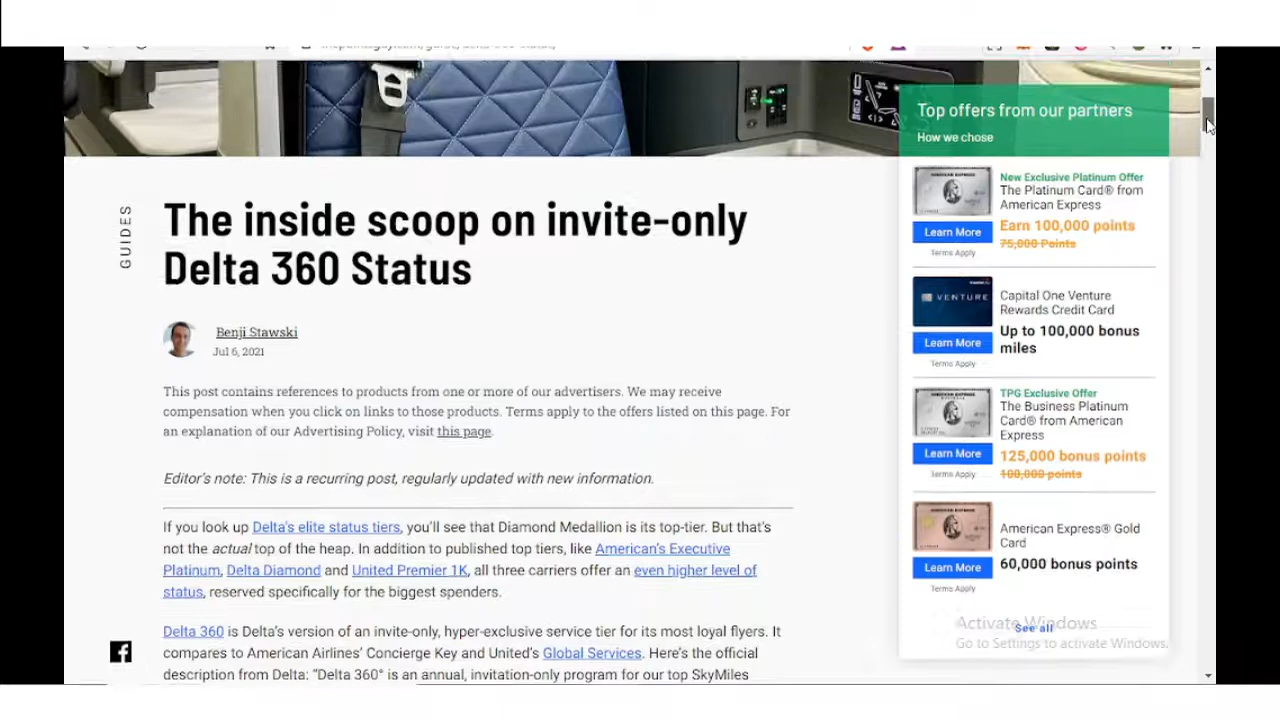 GUIDES
The inside scoop on invite-only
Delta 360 Status
Benji Stawski
Jul 6, 2021
This post contains references to products from one or more of our advertisers. We may receive
compensation when you click on links to those products. Terms apply to the offers listed on this page. For
an explanation of our Advertising Policy, visit this page.
Editor's note: This is a recurring post, regularly updated with new information.
If you look up Delta's elite status tiers, you'll see that Diamond Medallion is its top-tier. But that's
not the actual top of the heap. In addition to published top tiers, like American's Executive
Platinum, Delta Diamond and United Premier 1K, all three carriers offer an even higher level of
status, reserved specifically for the biggest spenders.
Delta 360 is Delta's version of an invite-only, hyper-exclusive service tier for its most loyal flyers. It
compares to American Airlines' Concierge Key and United's Global Services. Here's the official
description from Delta: "Delta 360° is an annual, invitation-only program for our top SkyMiles
Top offers from our partners
How we chose
New Exclusive Platinum Offer
The Platinum Card® from
American Express
Earn 100,000 points
75,000 Points
Learn More
Terms Apply
VENTURE
Capital One Venture
Rewards Credit Card
Up to 100,000 bonus
miles
Learn More
Terms Apply
TPG Exclusive Offer
The Business Platinum
Card® from American
Express
125,000 bonus points
100,000 points
Learn More
Terms Apply
American Express® Gold
Card
60,000 bonus points
Learn More
Terms Apply
See all
Activate Windows
Go to Settings to activate Windows.